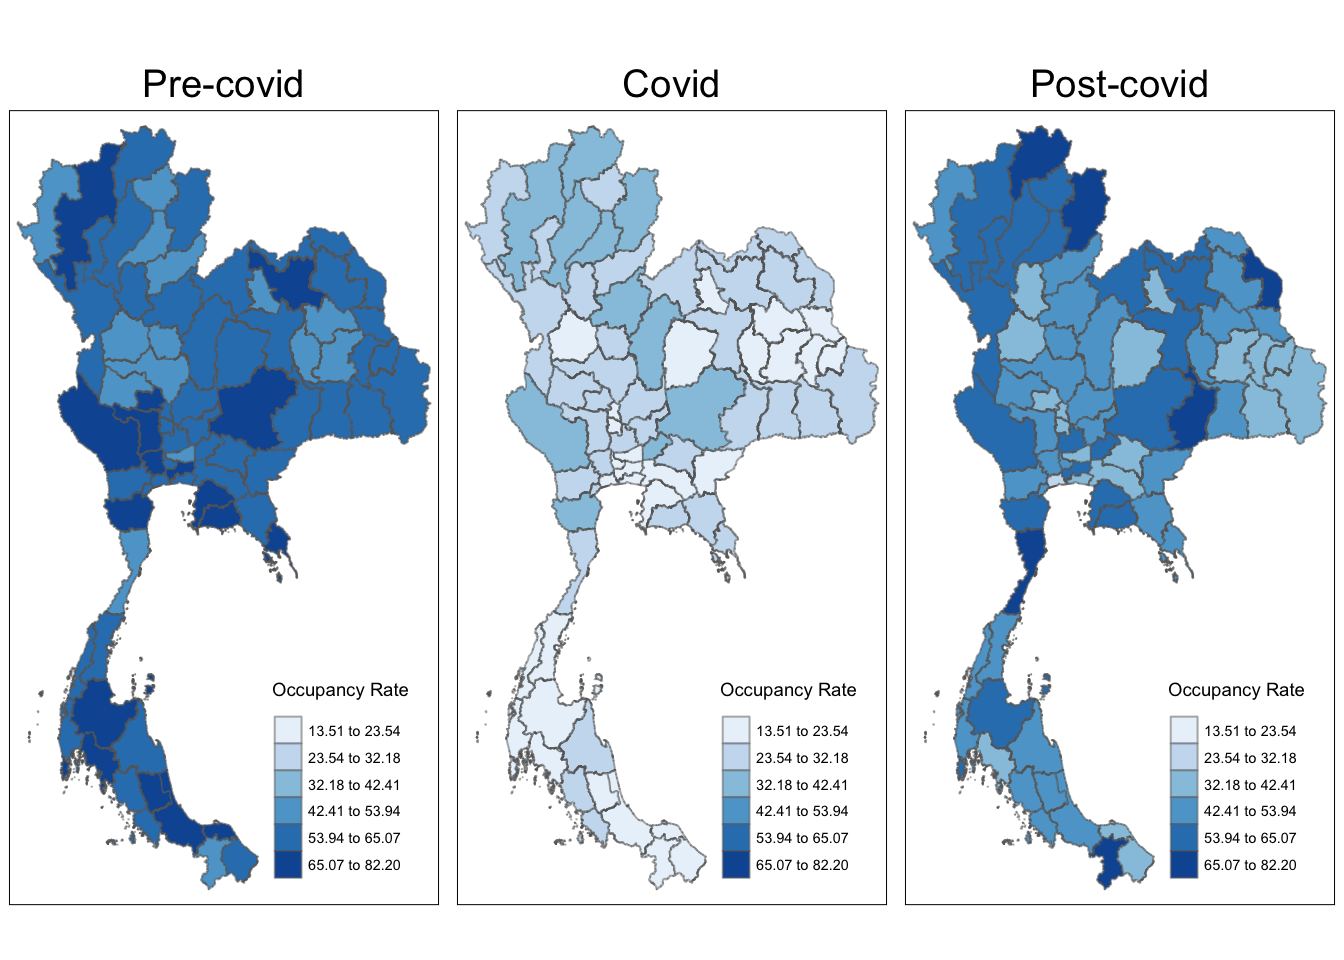 Pre-covid
Covid
Post-covid
Occupancy Rate
13.51 to 23.54
23.54 to 32.18
32.18 to 42.41
42.41 to 53.94
53.94 to 65.07
65.07 to 82.20
Occupancy Rate
13.51 to 23.54
23.54 to 32.18
32.18 to 42.41
42.41 to 53.94
53.94 to 65.07
65.07 to 82.20
Occupancy Rate
13.51 to 23.54
23.54 to 32.18
32.18 to 42.41
42.41 to 53.94
53.94 to 65.07
65.07 to 82.20